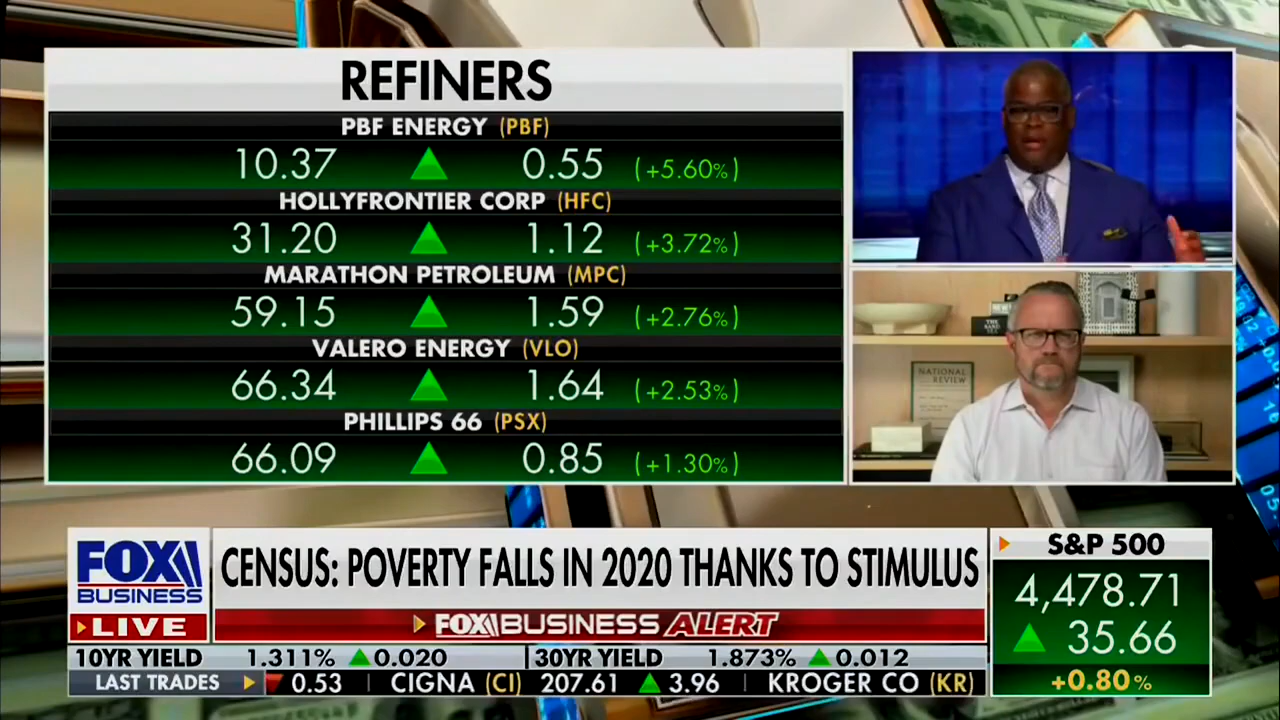 REFINERS
PBF ENERGY (PBF)
10.37 ▲ 0.55 (+5.60%)
HOLLYFRONTIER CORP (HFC)
31.20 ▲ 1.12 (+3.72%)
MARATHON PETROLEUM (MPC)
59.15 ▲ 1.59 (+2.76%)
VALERO ENERGY (VLO)
66.34 ▲ 1.64 (+2.53%)
PHILLIPS 66 (PSX)
66.09 ▲ 0.85 (+1.30%)
NATIONAL
REVIEW
FOX
BUSINESS
LIVE
CENSUS: POVERTY FALLS IN 2020 THANKS TO STIMULUS
FOX BUSINESS ALERT
S&P 500
4,478.71
▲ 35.66
+0.80%
10YR YIELD 1.311% ▲ 0.020 | 30YR YIELD 1.873% ▲ 0.012
LAST TRADES ▼ 0.53 | CIGNA (CI) 207.61 ▲ 3.96 | KROGER CO (KR)